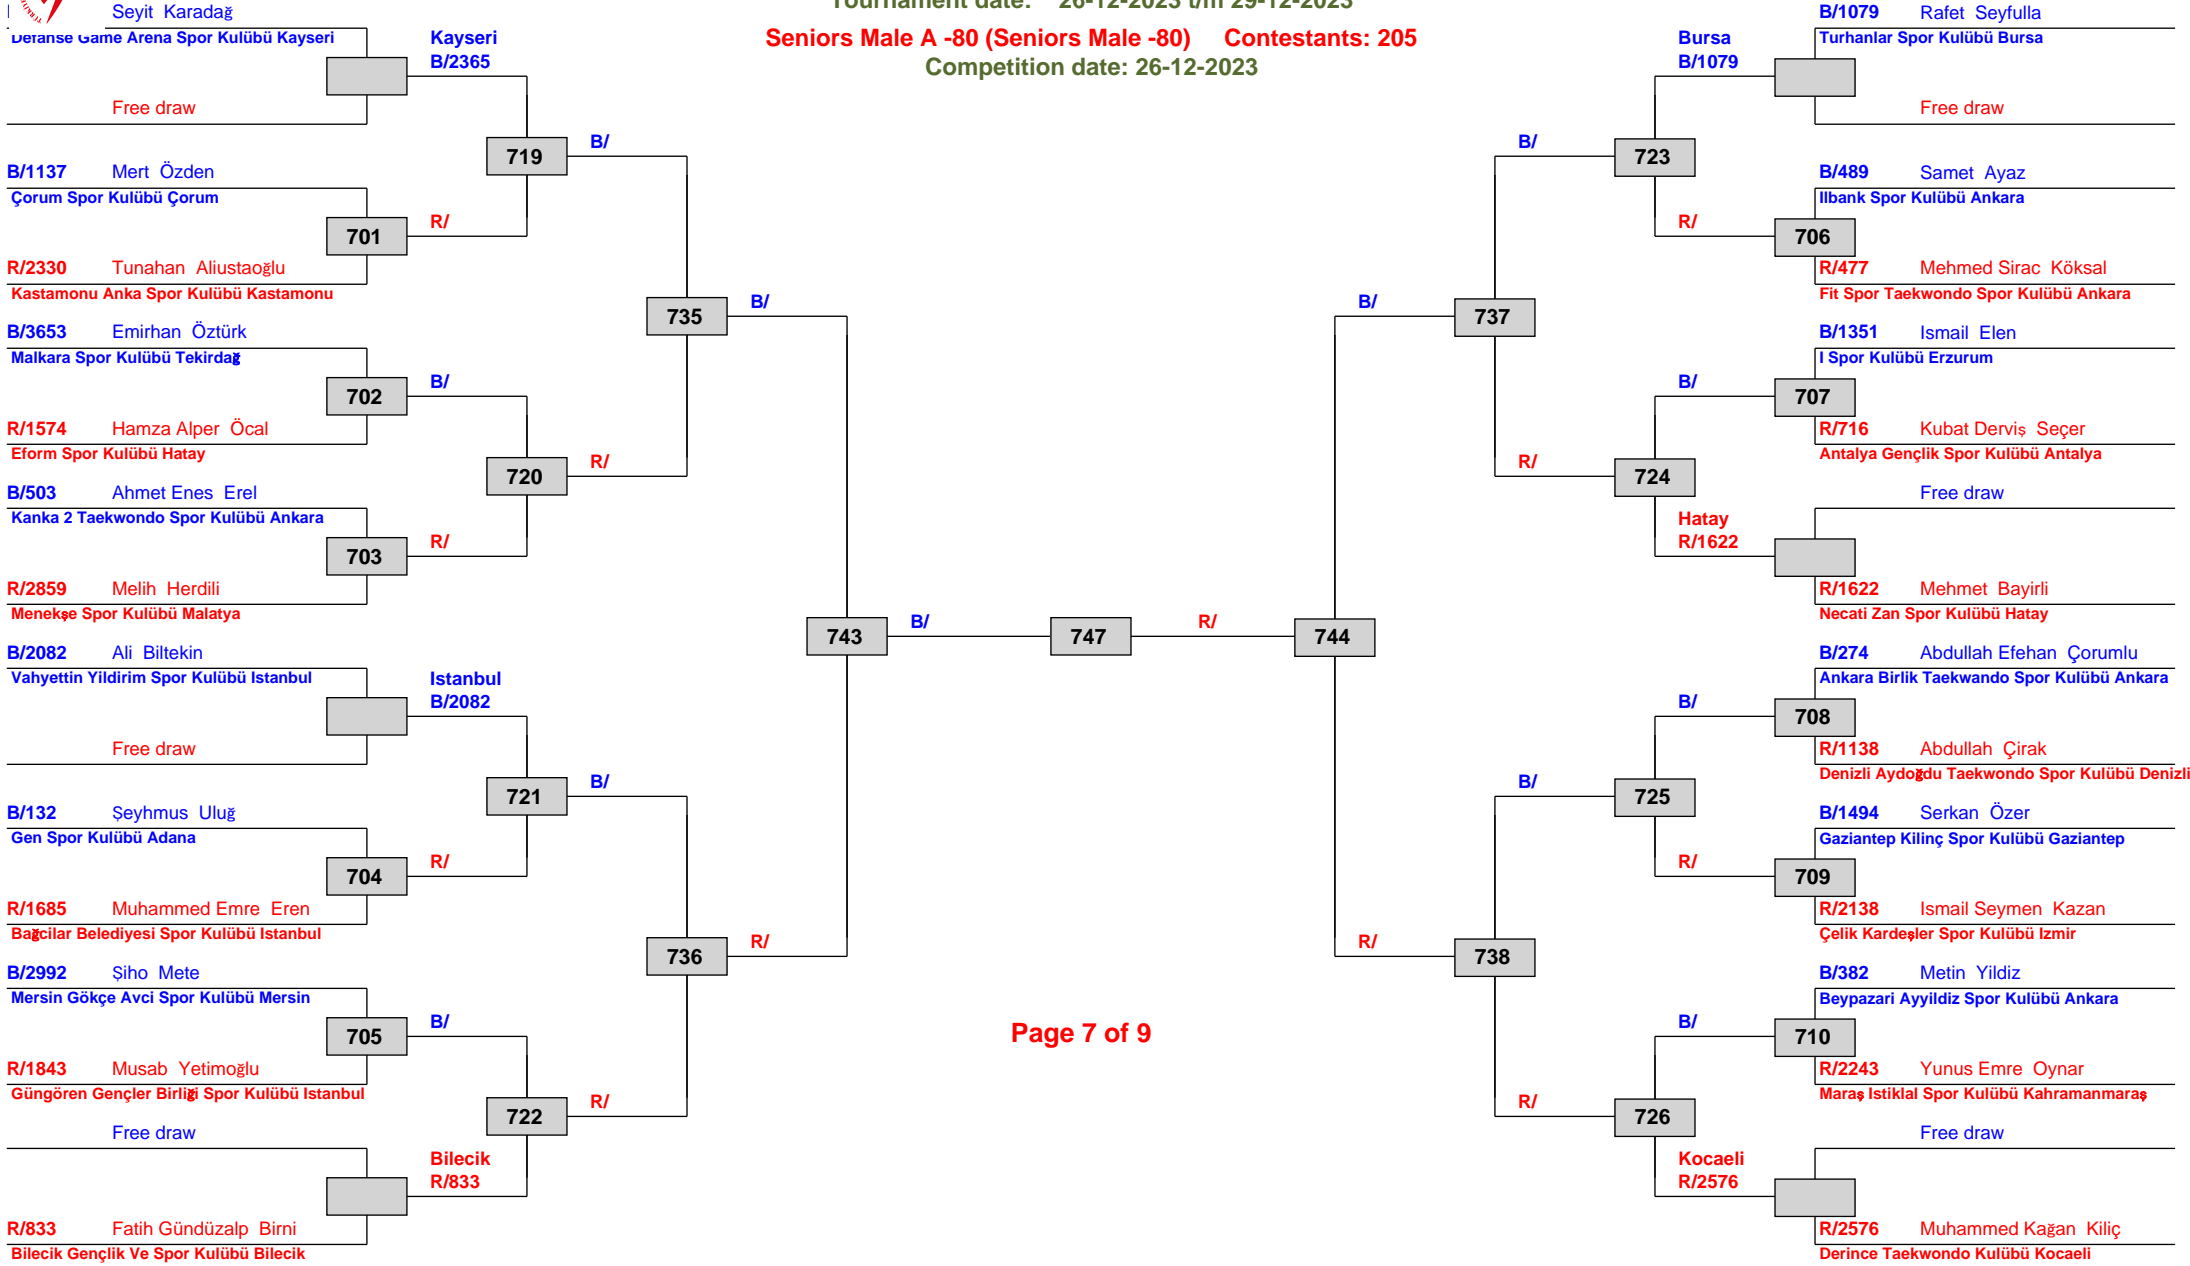 Tournament date: 26-12-2023 t/m 29-12-2023
Seniors Male A -80 (Seniors Male -80) Contestants: 205
Competition date: 26-12-2023
Seyit Karadağ
Defanse Game Arena Spor Kulübü Kayseri
Free draw
B/1137 Mert Özden
Çorum Spor Kulübü Çorum
R/2330 Tunahan Aliustaoğlu
Kastamonu Anka Spor Kulübü Kastamonu
B/3653 Emirhan Öztürk
Malkara Spor Kulübü Tekirdağ
R/1574 Hamza Alper Öcal
Eform Spor Kulübü Hatay
B/503 Ahmet Enes Erel
Kanka 2 Taekwondo Spor Kulübü Ankara
R/2859 Melih Herdili
Menekşe Spor Kulübü Malatya
B/2082 Ali Biltekin
Vahyettin Yildirim Spor Kulübü Istanbul
Free draw
B/132 Şeyhmus Uluğ
Gen Spor Kulübü Adana
R/1685 Muhammed Emre Eren
Bağcilar Belediyesi Spor Kulübü Istanbul
B/2992 Şiho Mete
Mersin Gökçe Avci Spor Kulübü Mersin
R/1843 Musab Yetimoğlu
Güngören Gençler Birliği Spor Kulübü Istanbul
Free draw
R/833 Fatih Gündüzalp Birni
Bilecik Gençlik Ve Spor Kulübü Bilecik
701
702
703
704
705
Kayseri
B/2365
R/
B/
R/
Istanbul
B/2082
R/
B/
Bilecik
R/833
719
720
721
722
B/
R/
B/
R/
735
736
B/
R/
743
B/
747
R/
744
B/
R/
737
738
B/
R/
B/
R/
723
724
725
726
Bursa
B/1079
R/
B/
Hatay
R/1622
B/
R/
B/
Kocaeli
R/2576
706
707
708
709
710
B/1079 Rafet Seyfulla
Turhanlar Spor Kulübü Bursa
Free draw
B/489 Samet Ayaz
Ilbank Spor Kulübü Ankara
R/477 Mehmed Sirac Köksal
Fit Spor Taekwondo Spor Kulübü Ankara
B/1351 Ismail Elen
I Spor Kulübü Erzurum
R/716 Kubat Derviş Seçer
Antalya Gençlik Spor Kulübü Antalya
Free draw
R/1622 Mehmet Bayirli
Necati Zan Spor Kulübü Hatay
B/274 Abdullah Efehan Çorumlu
Ankara Birlik Taekwando Spor Kulübü Ankara
R/1138 Abdullah Çirak
Denizli Aydoğdu Taekwondo Spor Kulübü Denizli
B/1494 Serkan Özer
Gaziantep Kilinç Spor Kulübü Gaziantep
R/2138 Ismail Seymen Kazan
Çelik Kardeşler Spor Kulübü Izmir
B/382 Metin Yildiz
Beypazari Ayyildiz Spor Kulübü Ankara
R/2243 Yunus Emre Oynar
Maraş Istiklal Spor Kulübü Kahramanmaraş
Free draw
R/2576 Muhammed Kağan Kiliç
Derince Taekwondo Kulübü Kocaeli
Page 7 of 9